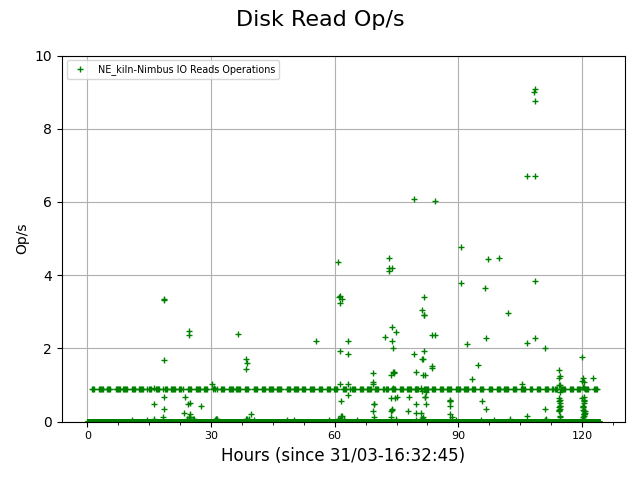 Disk Read Op/s
10
NE_kiln-Nimbus IO Reads Operations
8
6
Op/s
4
2
0
0 30 60 90 120
Hours (since 31/03-16:32:45)